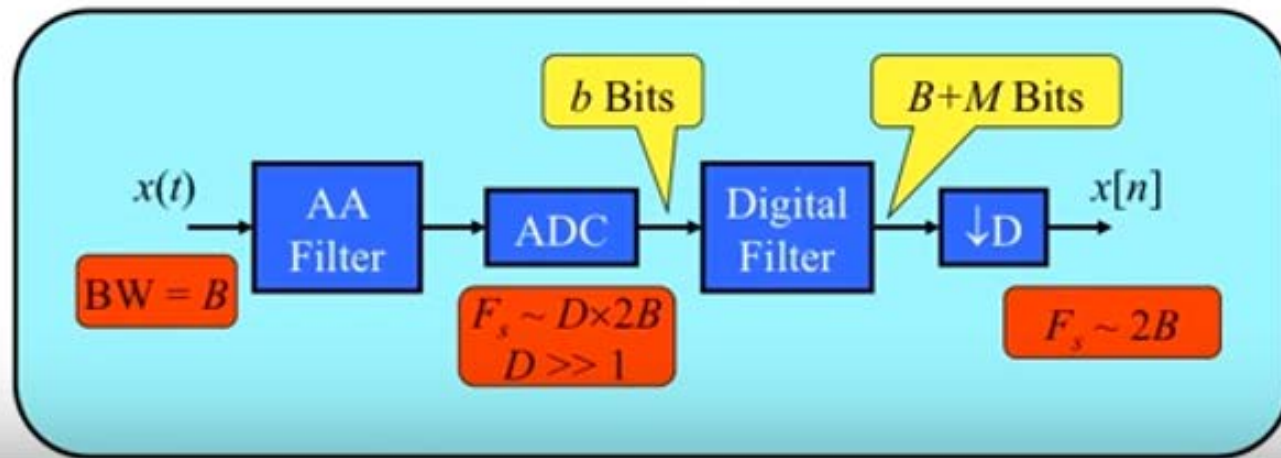 b Bits
B+M Bits
x(t)
AA
Filter
ADC
Digital
Filter
↓D
x[n]
BW = B
F_s ~ D×2B
D >> 1
F_s ~ 2B